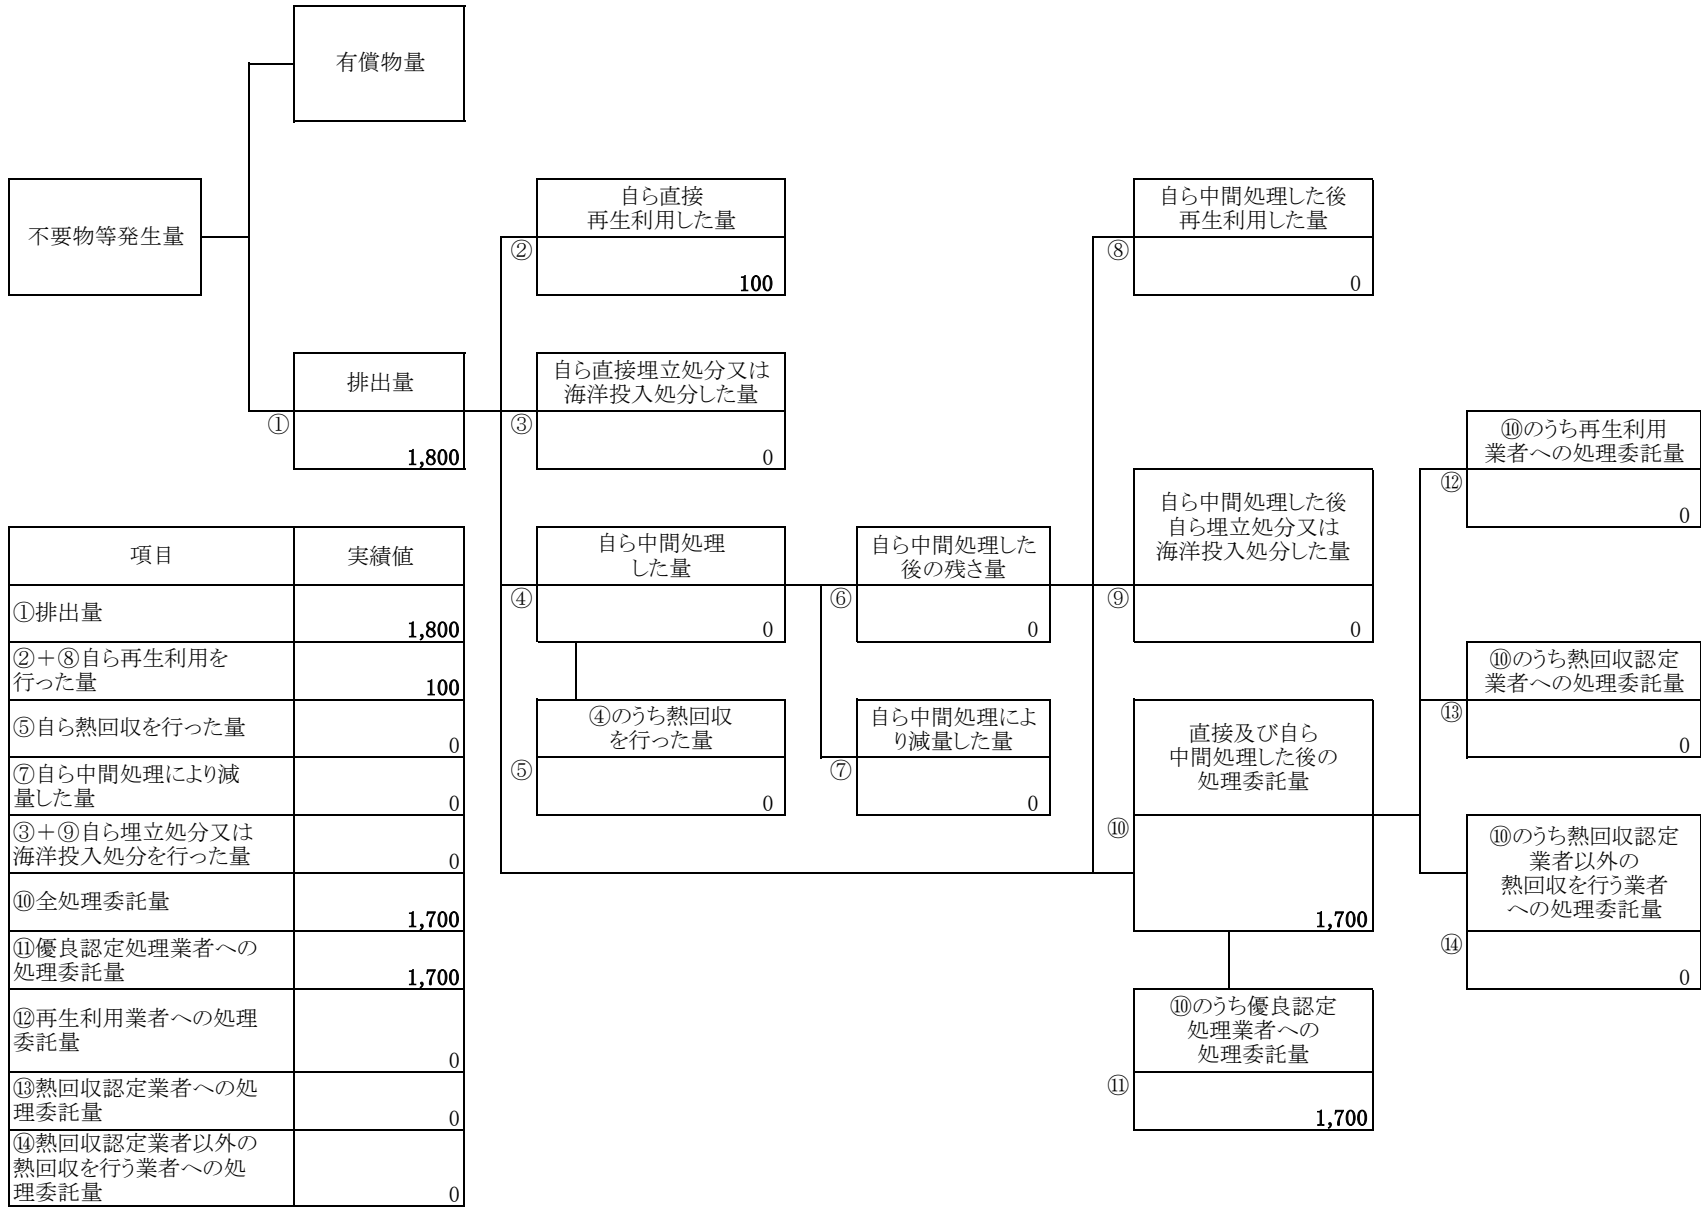 有償物量
不要物等発生量
排出量
①
1,800
自ら直接
再生利用した量
②
100
自ら直接埋立処分又は
海洋投入処分した量
③
0
自ら中間処理
した量
④
0
④のうち熱回収
を行った量
⑤
0
自ら中間処理した
後の残さ量
⑥
0
自ら中間処理によ
り減量した量
⑦
0
自ら中間処理した後
再生利用した量
⑧
0
自ら中間処理した後
自ら埋立処分又は
海洋投入処分した量
⑨
0
直接及び自ら
中間処理した後の
処理委託量
⑩
1,700
⑩のうち優良認定
処理業者への
処理委託量
⑪
1,700
⑩のうち再生利用
業者への処理委託量
⑫
0
⑩のうち熱回収認定
業者への処理委託量
⑬
0
⑩のうち熱回収認定
業者以外の
熱回収を行う業者
への処理委託量
⑭
0
項目 実績値
①排出量
1,800
②＋⑧自ら再生利用を
行った量
100
⑤自ら熱回収を行った量
0
⑦自ら中間処理により減
量した量
0
③＋⑨自ら埋立処分又は
海洋投入処分を行った量
0
⑩全処理委託量
1,700
⑪優良認定処理業者への
処理委託量
1,700
⑫再生利用業者への処理
委託量
0
⑬熱回収認定業者への処
理委託量
0
⑭熱回収認定業者以外の
熱回収を行う業者への処
理委託量
0